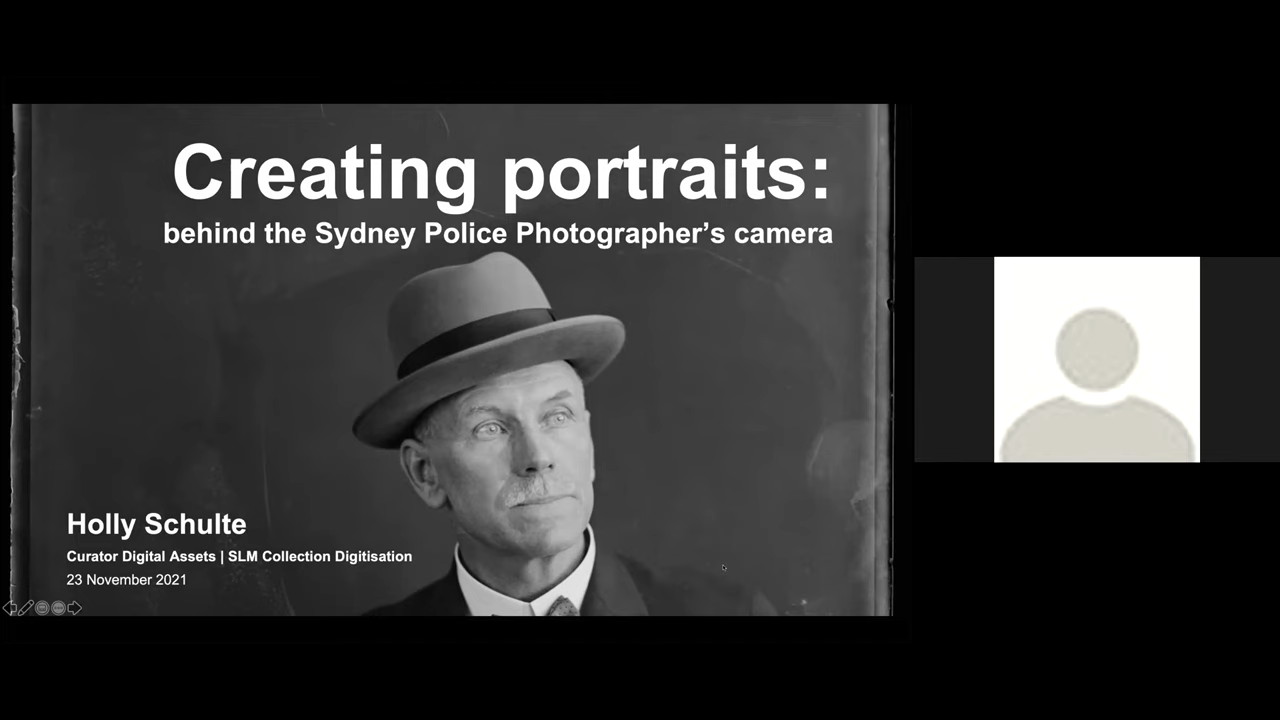 Creating portraits:
behind the Sydney Police Photographer’s camera
Holly Schulte
Curator Digital Assets | SLM Collection Digitisation
23 November 2021